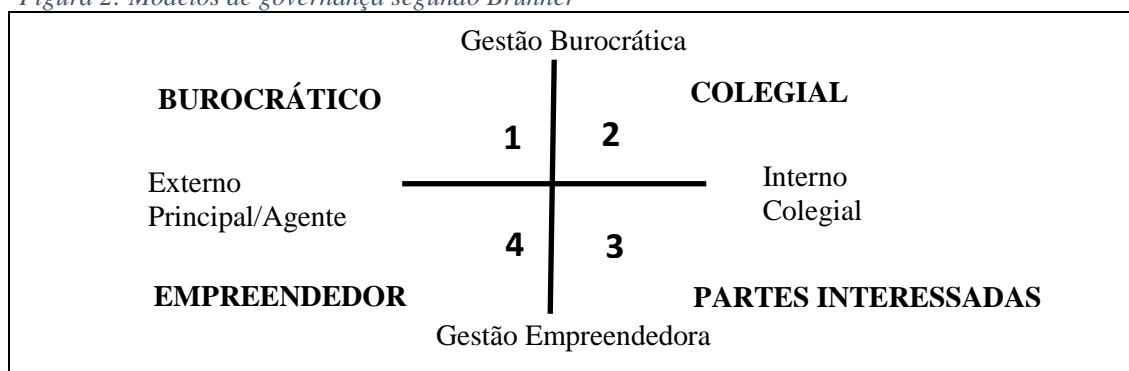 Figura 2: Modelos de governança segundo Brunner
Gestão Burocrática
BUROCRÁTICO
COLEGIAL
1
2
Externo
Principal/Agente
Interno
Colegial
4
3
EMPREENDEDOR
PARTES INTERESSADAS
Gestão Empreendedora